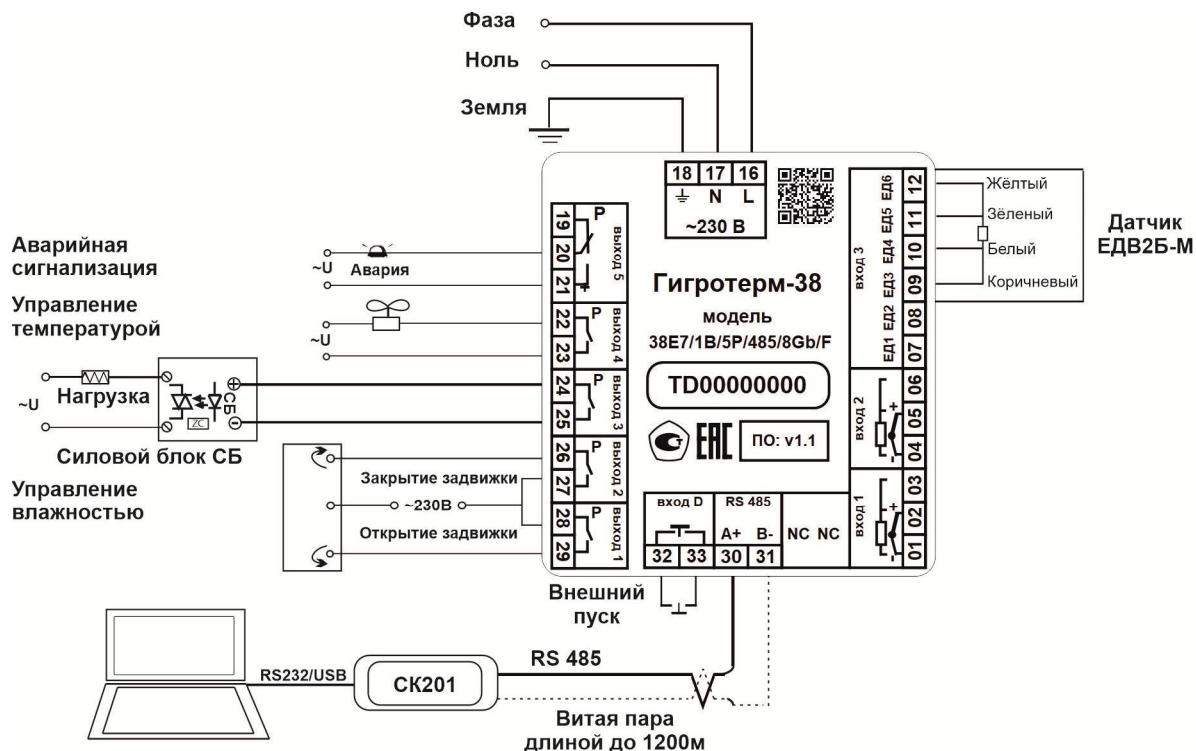 Фаза
Ноль
Земля
18 17 16
N L
~230 В
Гигротерм-38
модель
38Е7/1В/5Р/485/8Gb/F
TD00000000
ПО: v1.1
EAC
Аварийная
сигнализация
~U
Авария
Управление
температурой
~U
~U
Нагрузка
СБ
ZC
Силовой блок СБ
Управление
влажностью
Закрытие задвижки
~230В
Открытие задвижки
19
20
21
P
+
выход 5
22
23
выход 4
24
25
P
выход 3
26
27
P
выход 2
28
29
P
выход 1
12
11
10
09
08
07
ЕД6
ЕД5
ЕД4
ЕД3
ЕД2
ЕД1
вход 3
06
05
04
+
-
вход 2
03
02
01
+
-
вход 1
Жёлтый
Зёленый
Белый
Коричневый
Датчик
ЕДВ2Б-М
вход D
RS 485
A+ B-
NC NC
32 33 30 31
Внешний
пуск
RS232/USB
СК201
RS 485
Витая пара
длиной до 1200м